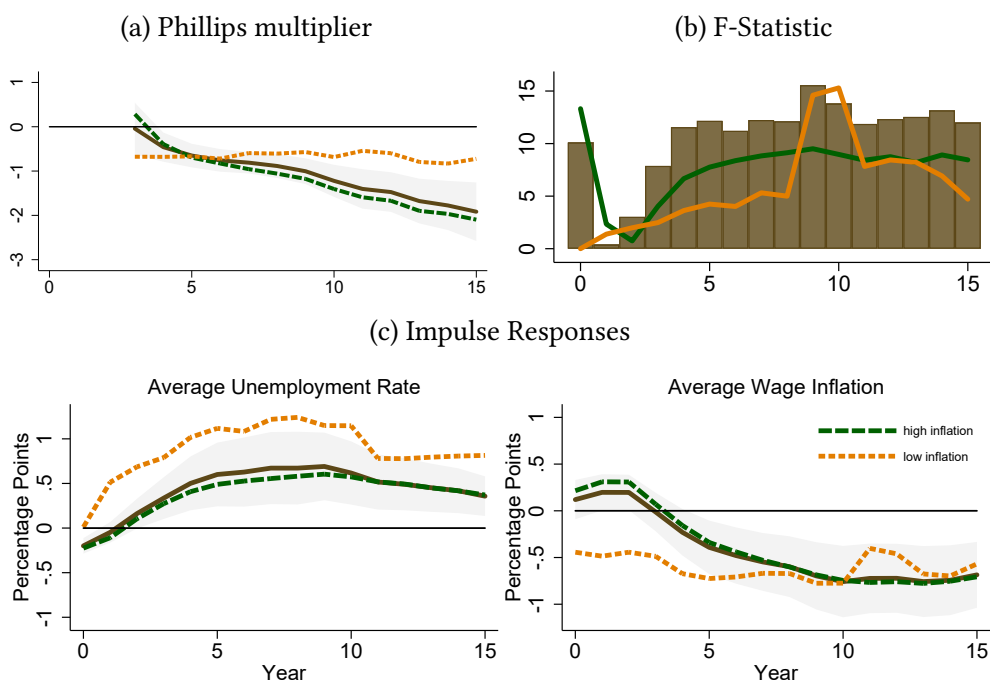 (a) Phillips multiplier
1
0
-1
-2
-3
0 5 10 15
(b) F-Statistic
15
10
5
0
0 5 10 15
(c) Impulse Responses
Average Unemployment Rate
Percentage Points
1
.5
0
-.5
-1
0 5 10 15
Year
Average Wage Inflation
Percentage Points
1
.5
0
-.5
-1
0 5 10 15
Year
high inflation
low inflation